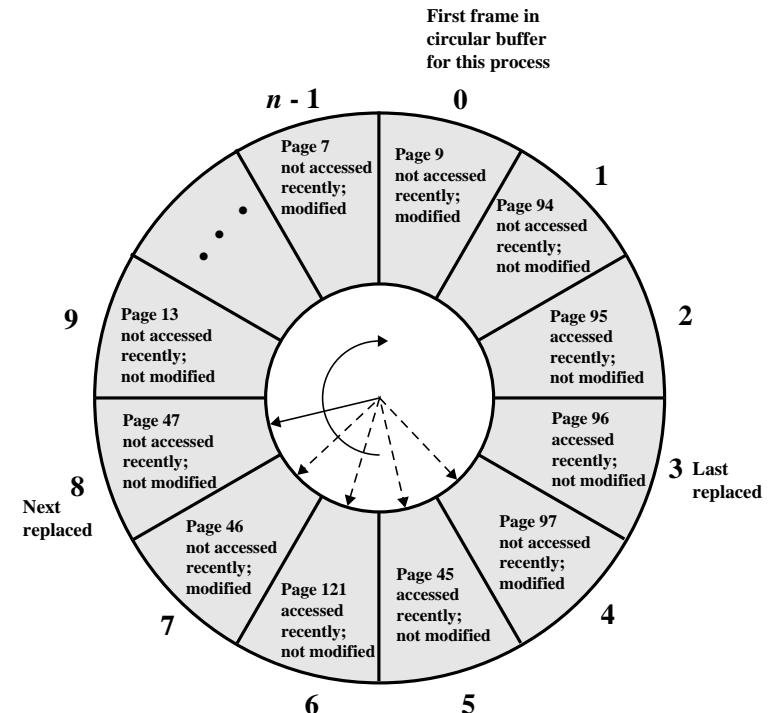 First frame in
circular buffer
for this process
n - 1
0
Page 7
not accessed
recently;
modified
Page 9
not accessed
recently;
modified
1
Page 94
not accessed
recently;
not modified
2
Page 95
accessed
recently;
not modified
Page 96
accessed
recently;
not modified
3
Last
replaced
Page 97
not accessed
recently;
modified
4
Page 45
accessed
recently;
not modified
5
Page 121
accessed
recently;
not modified
6
Page 46
not accessed
recently;
modified
7
Page 47
not accessed
recently;
not modified
8
Next
replaced
Page 13
not accessed
recently;
not modified
9